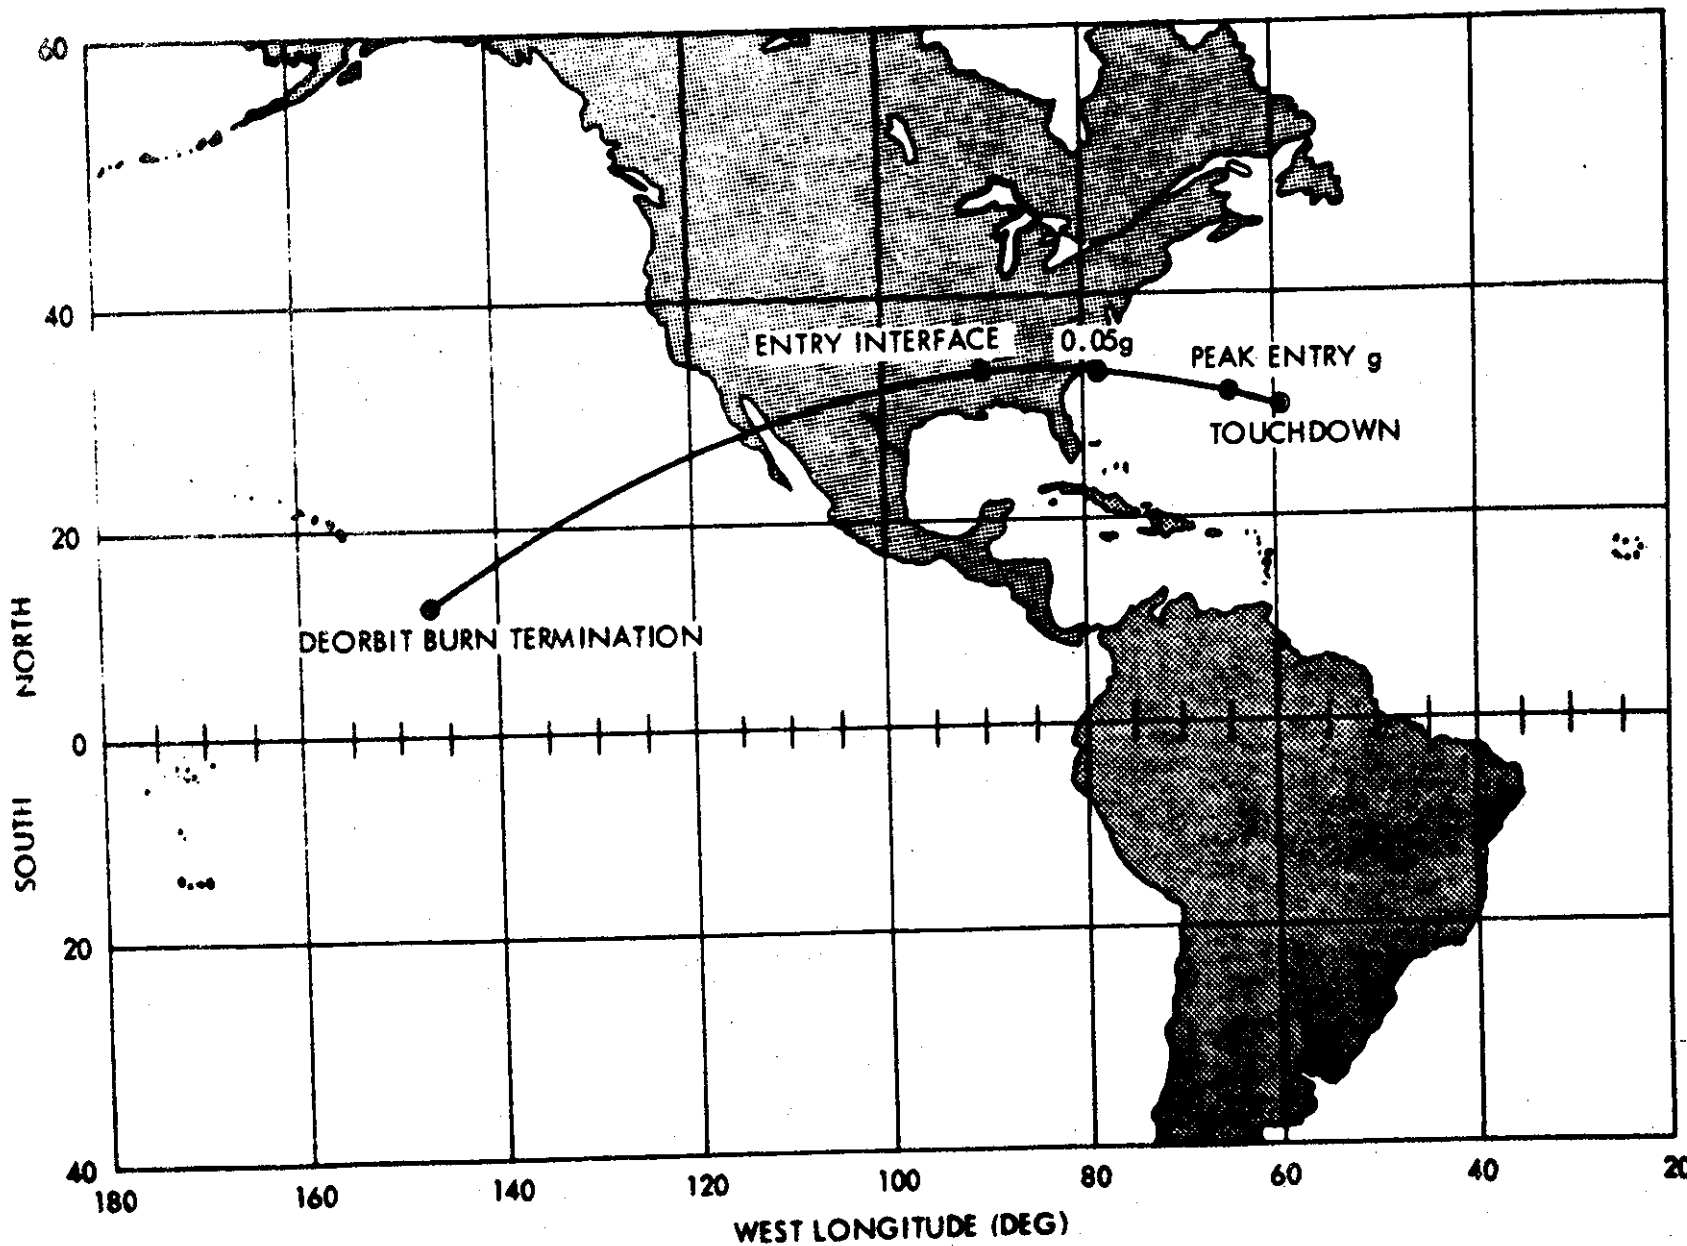 60
40
ENTRY INTERFACE
0.05g
PEAK ENTRY g
TOUCHDOWN
20
DEORBIT BURN TERMINATION
NORTH
0
SOUTH
20
40
180
160
140
120
100
80
60
40
20
WEST LONGITUDE (DEG)